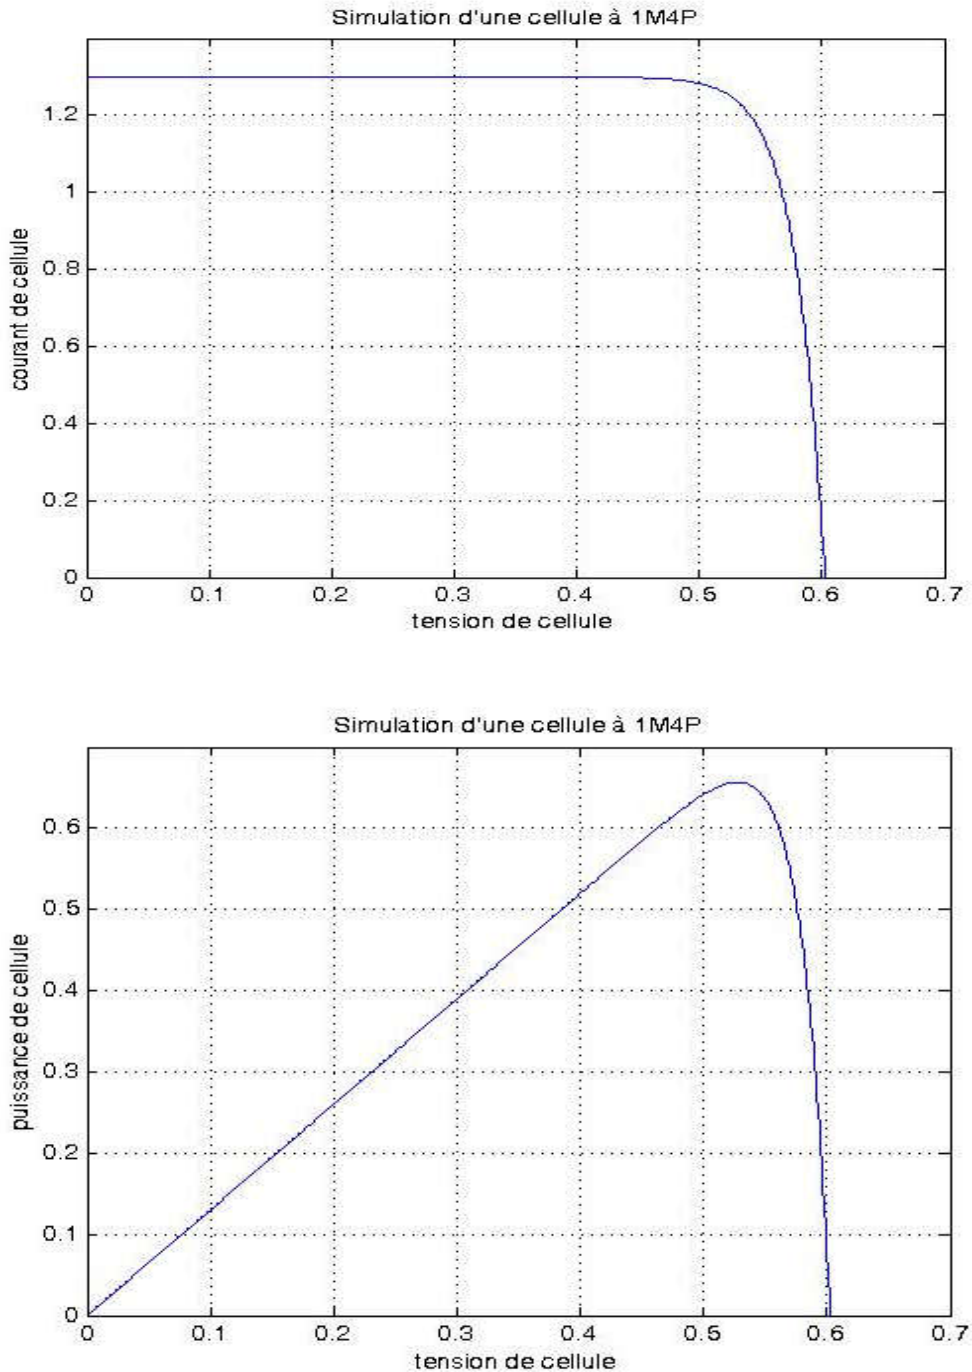 Simulation d'une cellule à 1M4P
1.2
1
0.8
0.6
0.4
0.2
0
courant de cellule
0 0.1 0.2 0.3 0.4 0.5 0.6 0.7
tension de cellule
Simulation d'une cellule à 1M4P
0.6
0.5
0.4
0.3
0.2
0.1
0
puissance de cellule
0 0.1 0.2 0.3 0.4 0.5 0.6 0.7
tension de cellule